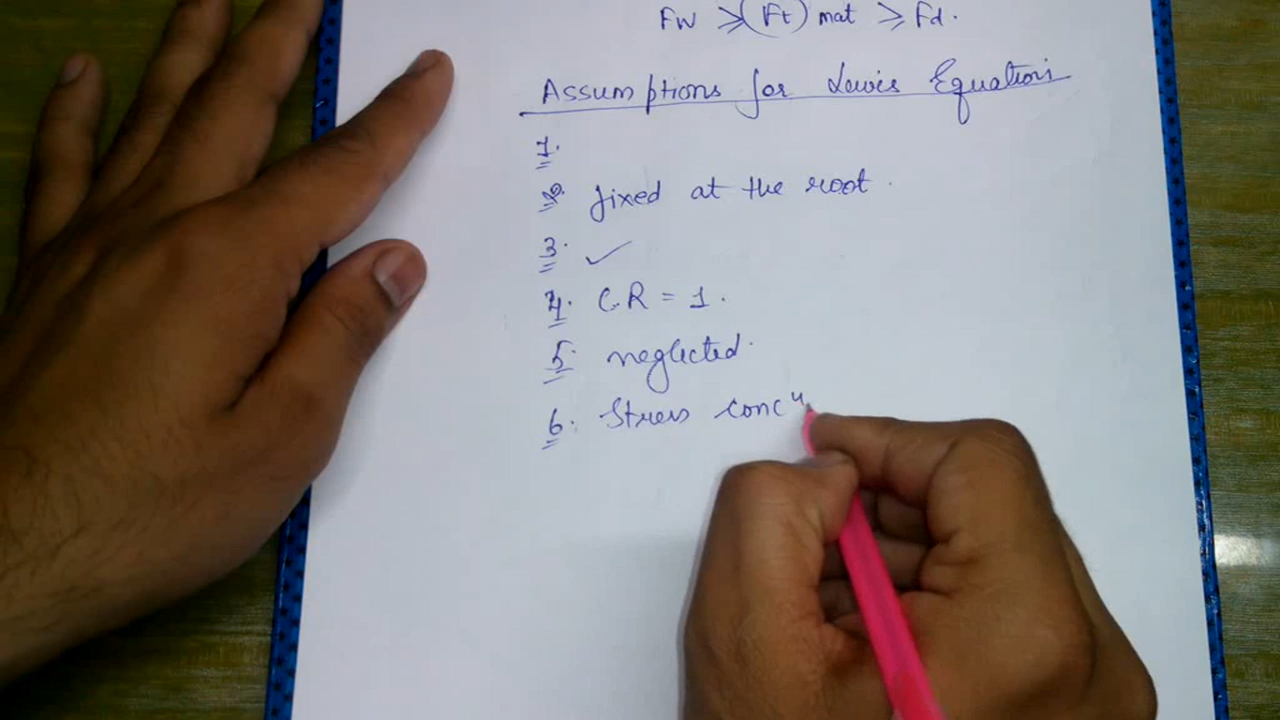 Fw ≥ (Ft) mat ≥ Fd.
Assumptions for Lewis Equation
1.
2. fixed at the root.
3. ✓
4. C.R = 1.
5. neglected.
6. Stress conc